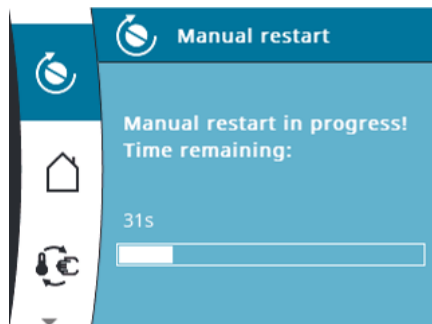 Manual restart
Manual restart in progress!
Time remaining:
31s